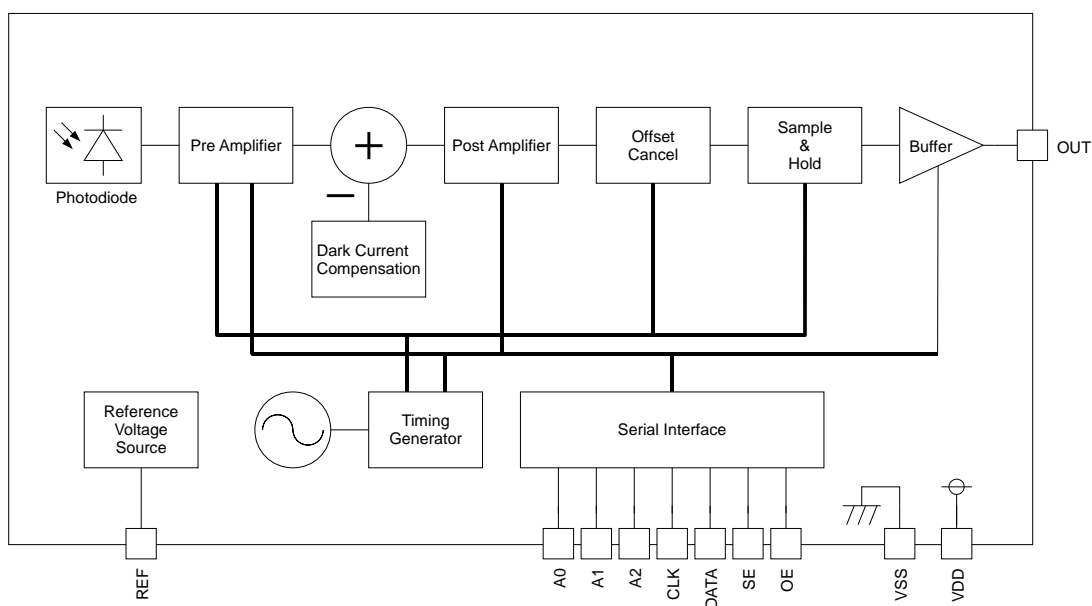 Photodiode
Pre Amplifier
+
−
Dark Current
Compensation
Post Amplifier
Offset
Cancel
Sample
&
Hold
Buffer
OUT
Reference
Voltage
Source
Timing
Generator
Serial Interface
REF
A0
A1
A2
CLK
DATA
SE
OE
VSS
VDD